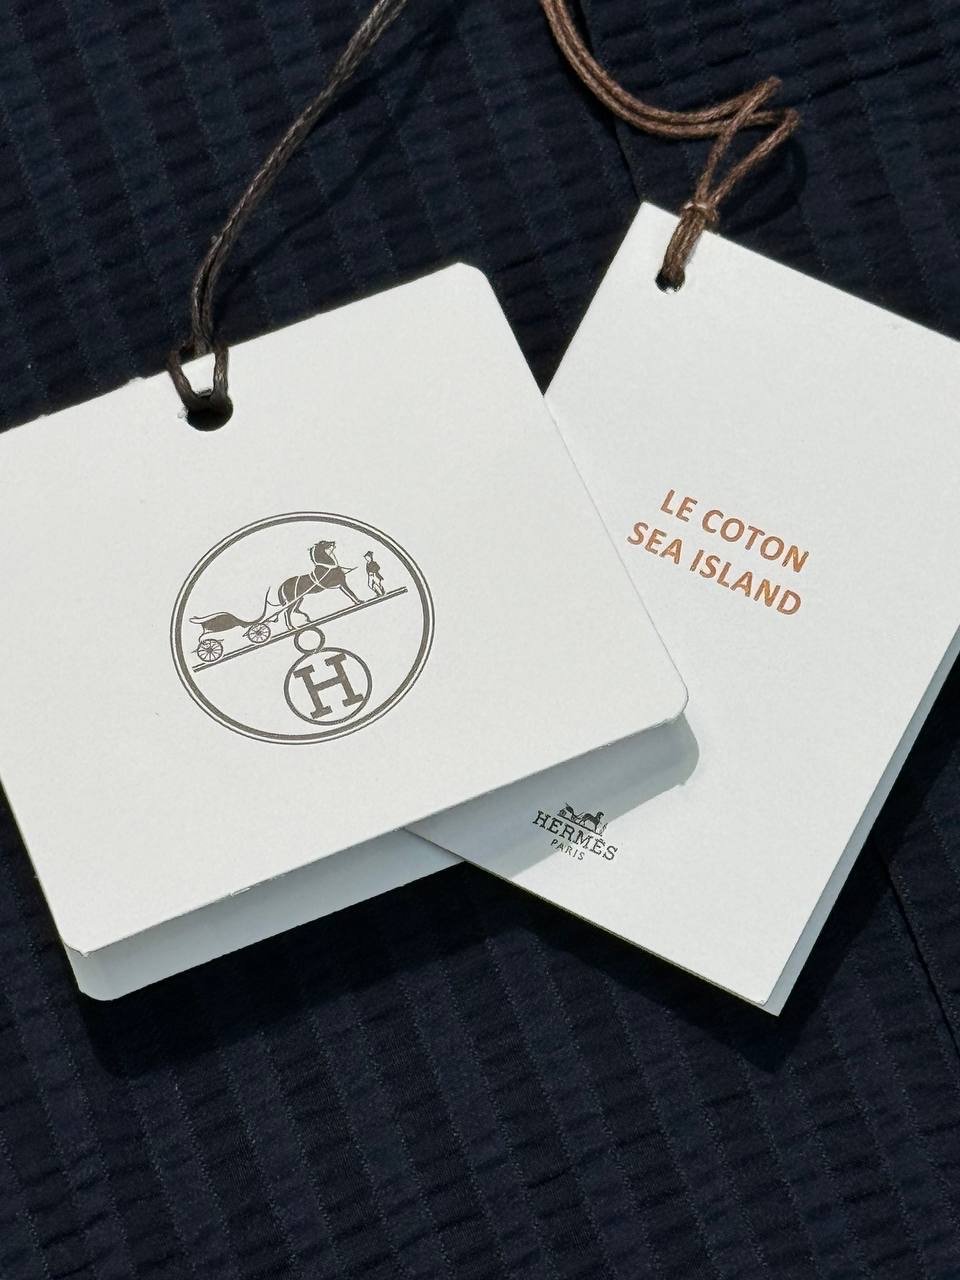 H
LE COTON
SEA ISLAND
HERMÈS
PARIS